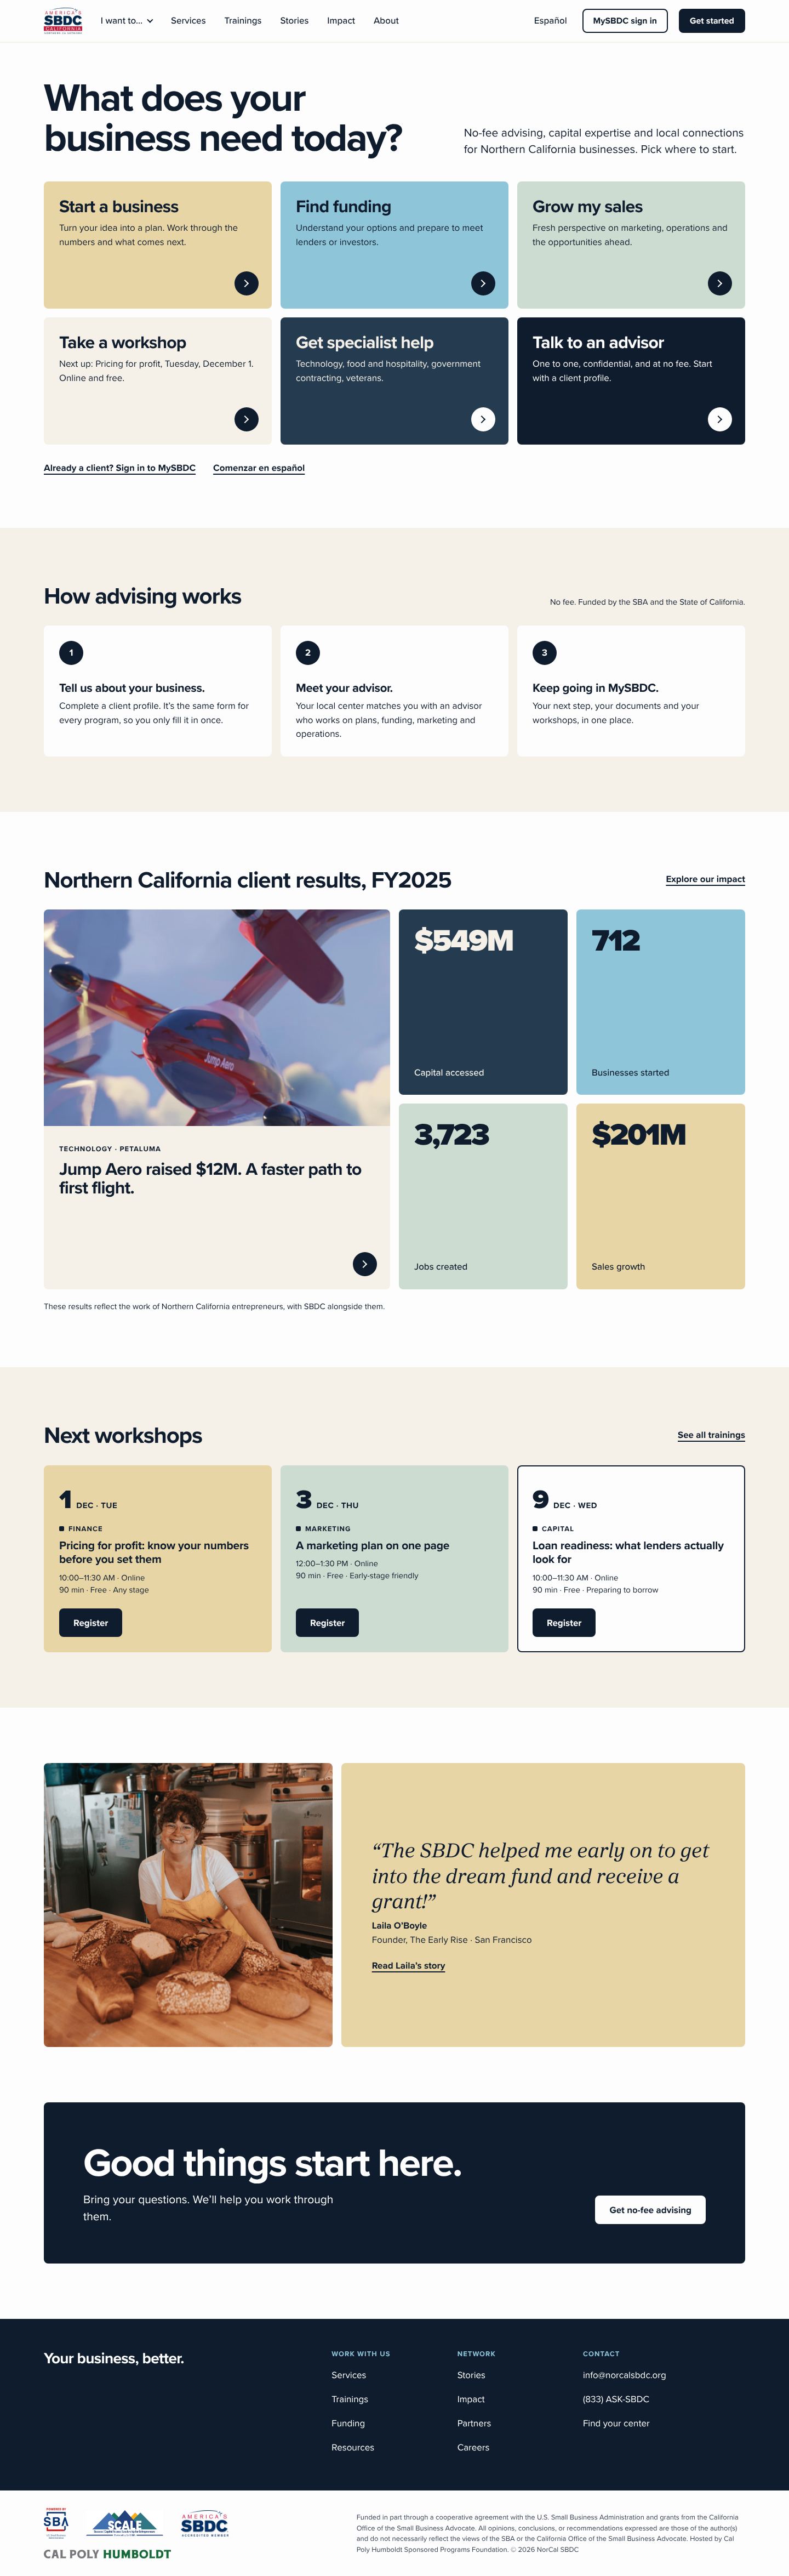 AMERICA'S
SBDC
CALIFORNIA
I want to...
Services
Trainings
Stories
Impact
About
Español
MySBDC sign in
Get started
What does your
business need today?
No-fee advising, capital expertise and local connections
for Northern California businesses. Pick where to start.
Start a business
Turn your idea into a plan. Work through the
numbers and what comes next.
Find funding
Understand your options and prepare to meet
lenders or investors.
Grow my sales
Fresh perspective on marketing, operations and
the opportunities ahead.
Take a workshop
Next up: Pricing for profit, Tuesday, December 1.
Online and free.
Get specialist help
Technology, food and hospitality, government
contracting, veterans.
Talk to an advisor
One to one, confidential, and at no fee. Start
with a client profile.
Already a client? Sign in to MySBDC
Comenzar en español
How advising works
No fee. Funded by the SBA and the State of California.
1
Tell us about your business.
Complete a client profile. It's the same form for
every program, so you only fill it in once.
2
Meet your advisor.
Your local center matches you with an advisor
who works on plans, funding, marketing and
operations.
3
Keep going in MySBDC.
Your next step, your documents and your
workshops, in one place.
Northern California client results, FY2025
Explore our impact
Jump Aero
TECHNOLOGY · PETALUMA
Jump Aero raised $12M. A faster path to
first flight.
$549M
Capital accessed
712
Businesses started
3,723
Jobs created
$201M
Sales growth
These results reflect the work of Northern California entrepreneurs, with SBDC alongside them.
Next workshops
See all trainings
1 DEC · TUE
FINANCE
Pricing for profit: know your numbers
before you set them
10:00–11:30 AM · Online
90 min · Free · Any stage
Register
3 DEC · THU
MARKETING
A marketing plan on one page
12:00–1:30 PM · Online
90 min · Free · Early-stage friendly
Register
9 DEC · WED
CAPITAL
Loan readiness: what lenders actually
look for
10:00–11:30 AM · Online
90 min · Free · Preparing to borrow
Register
“The SBDC helped me early on to get
into the dream fund and receive a
grant!”
Laila O’Boyle
Founder, The Early Rise · San Francisco
Read Laila’s story
Good things start here.
Bring your questions. We’ll help you work through
them.
Get no-fee advising
Your business, better.
WORK WITH US
Services
Trainings
Funding
Resources
NETWORK
Stories
Impact
Partners
Careers
CONTACT
info@norcalsbdc.org
(833) ASK-SBDC
Find your center
POWERED BY
SBA
SCALE
AMERICA'S
SBDC
ACCREDITED MEMBER
CAL POLY HUMBOLDT
Funded in part through a cooperative agreement with the U.S. Small Business Administration and grants from the California
Office of the Small Business Advocate. All opinions, conclusions, or recommendations expressed are those of the author(s)
and do not necessarily reflect the views of the SBA or the California Office of the Small Business Advocate. Hosted by Cal
Poly Humboldt Sponsored Programs Foundation. © 2026 NorCal SBDC